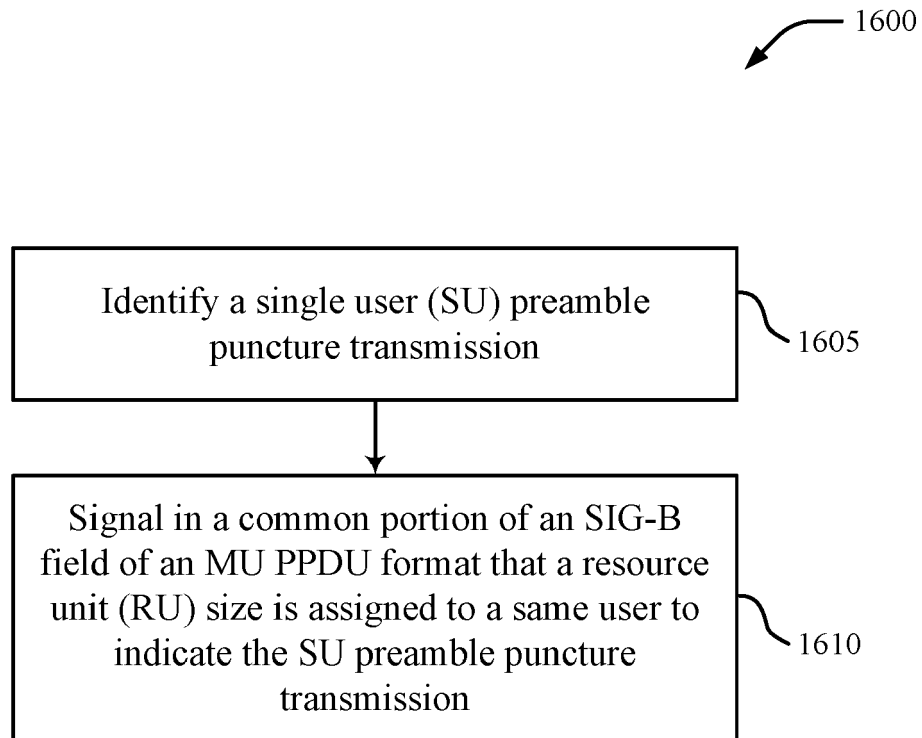 1600
Identify a single user (SU) preamble
puncture transmission
1605
Signal in a common portion of an SIG-B
field of an MU PPDU format that a resource
unit (RU) size is assigned to a same user to
indicate the SU preamble puncture
transmission
1610